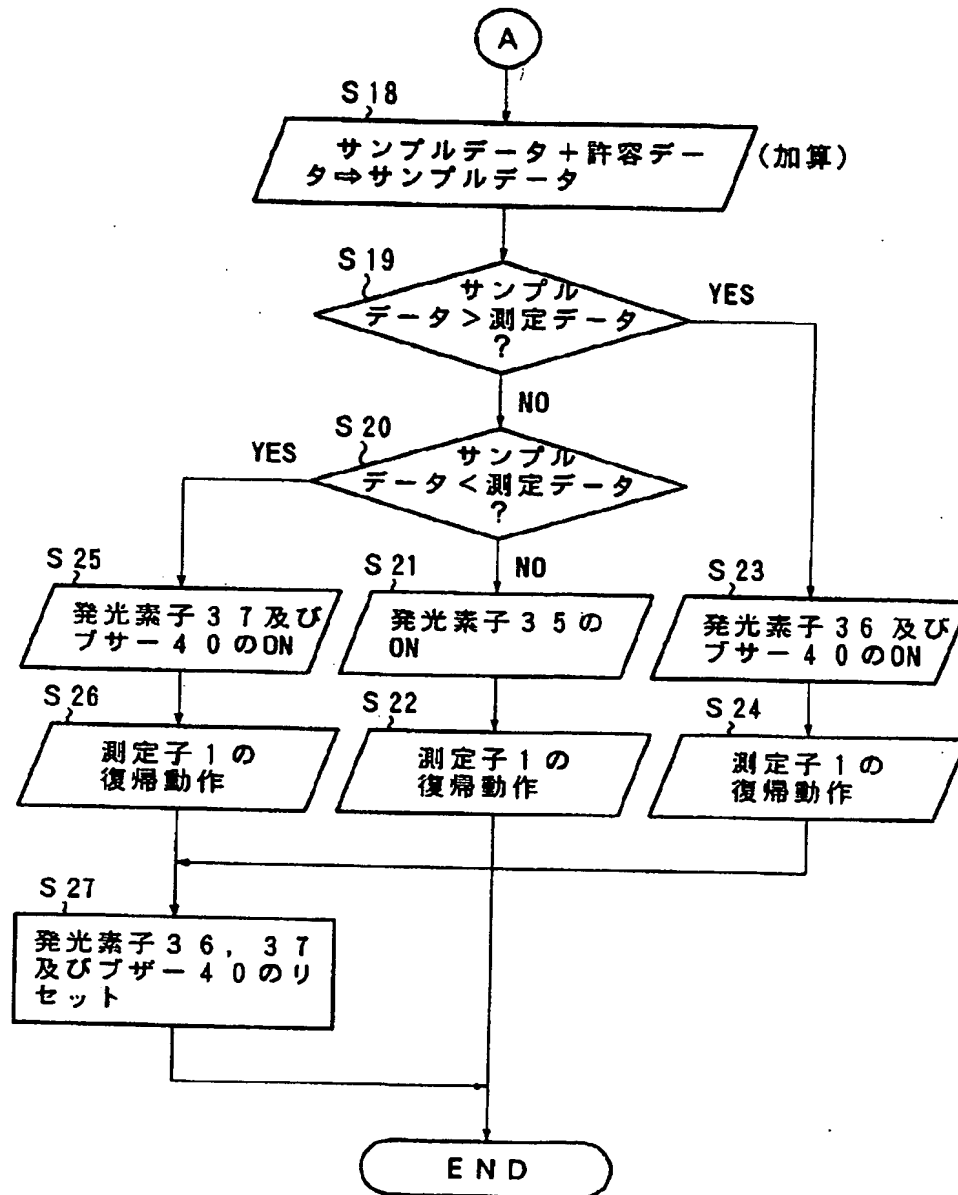 A
S18
サンプルデータ+許容デー
タ⇒サンプルデータ
(加算)
S19
サンプル
データ>測定データ
?
YES
NO
S20
サンプル
データ<測定データ
?
YES
NO
S25
発光素子37及び
ブザー40のON
S21
発光素子35の
ON
S23
発光素子36及び
ブザー40のON
S26
測定子1の
復帰動作
S22
測定子1の
復帰動作
S24
測定子1の
復帰動作
S27
発光素子36,37
及びブザー40のリ
セット
END